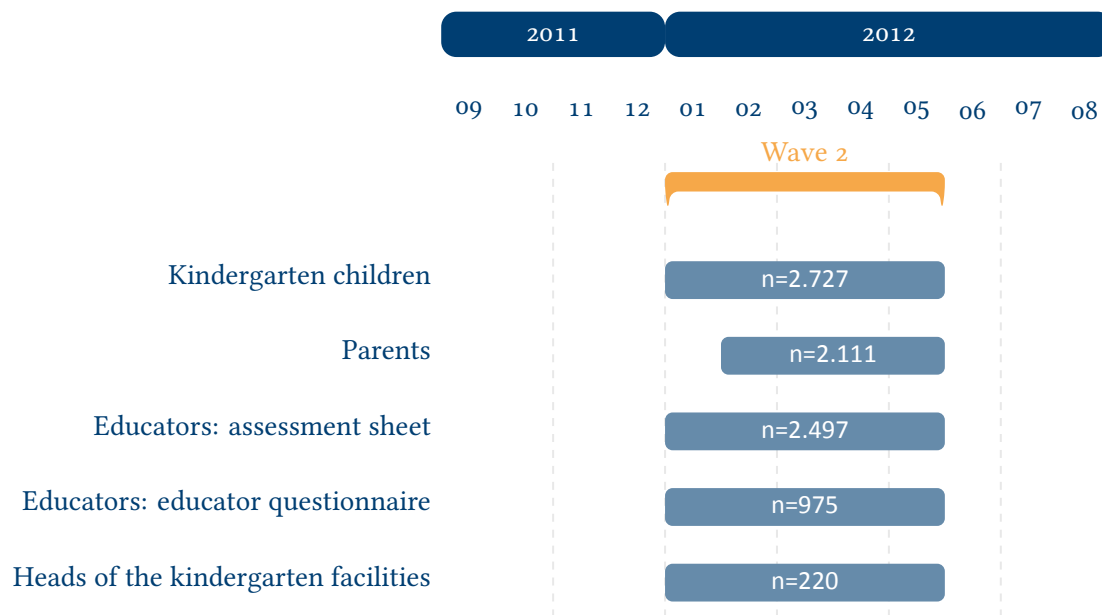 2011 2012
09 10 11 12 01 02 03 04 05 06 07 08
Wave 2
Kindergarten children n=2.727
Parents n=2.111
Educators: assessment sheet n=2.497
Educators: educator questionnaire n=975
Heads of the kindergarten facilities n=220